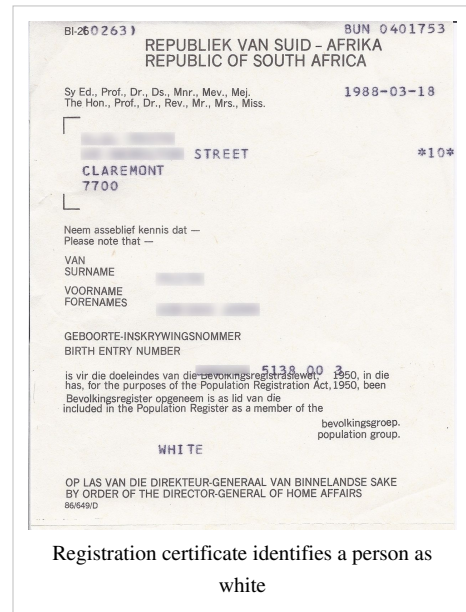 BI-260263) BUN 0401753
REPUBLIEK VAN SUID – AFRIKA
REPUBLIC OF SOUTH AFRICA
Sy Ed., Prof., Dr., Ds., Mnr., Mev., Mej.
The Hon., Prof., Dr., Rev., Mr., Mrs., Miss.
1988-03-18
STREET *10*
CLAREMONT
7700
Neem asseblief kennis dat —
Please note that —
VAN
SURNAME
VOORNAME
FORENAMES
GEBOORTE-INSKRYWINGSNOMMER
BIRTH ENTRY NUMBER
5138 00 3
is vir die doeleindes van die Bevolkingsregistrasiewet, 1950, in die
has, for the purposes of the Population Registration Act, 1950, been
Bevolkingsregister opgeneem is as lid van die
included in the Population Register as a member of the
bevolkingsgroep.
population group.
WHITE
OP LAS VAN DIE DIREKTEUR-GENERAAL VAN BINNELANDSE SAKE
BY ORDER OF THE DIRECTOR-GENERAL OF HOME AFFAIRS
86/649/D
Registration certificate identifies a person as
white